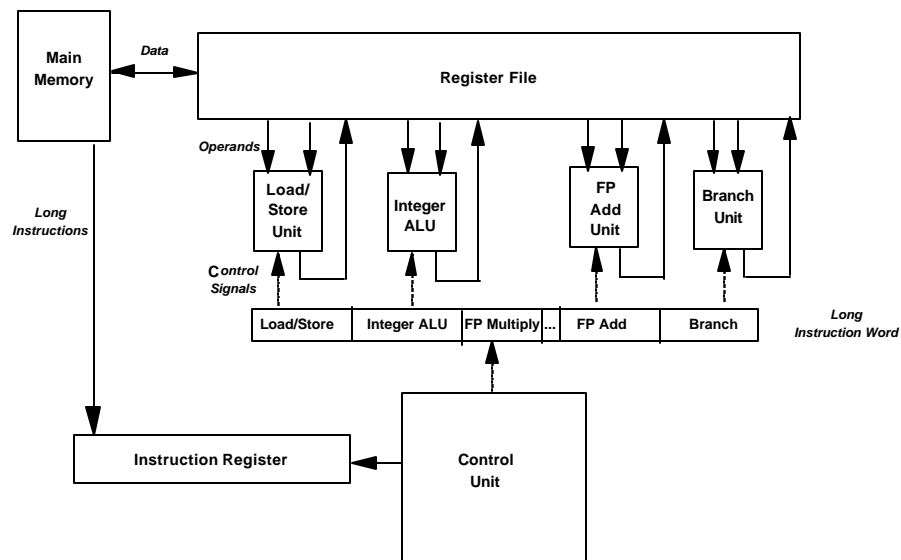 Main
Memory
Data
Register File
Operands
Load/
Store
Unit
Integer
ALU
FP
Add
Unit
Branch
Unit
Long
Instructions
Control
Signals
Load/Store
Integer ALU
FP Multiply
...
FP Add
Branch
Long
Instruction Word
Instruction Register
Control
Unit